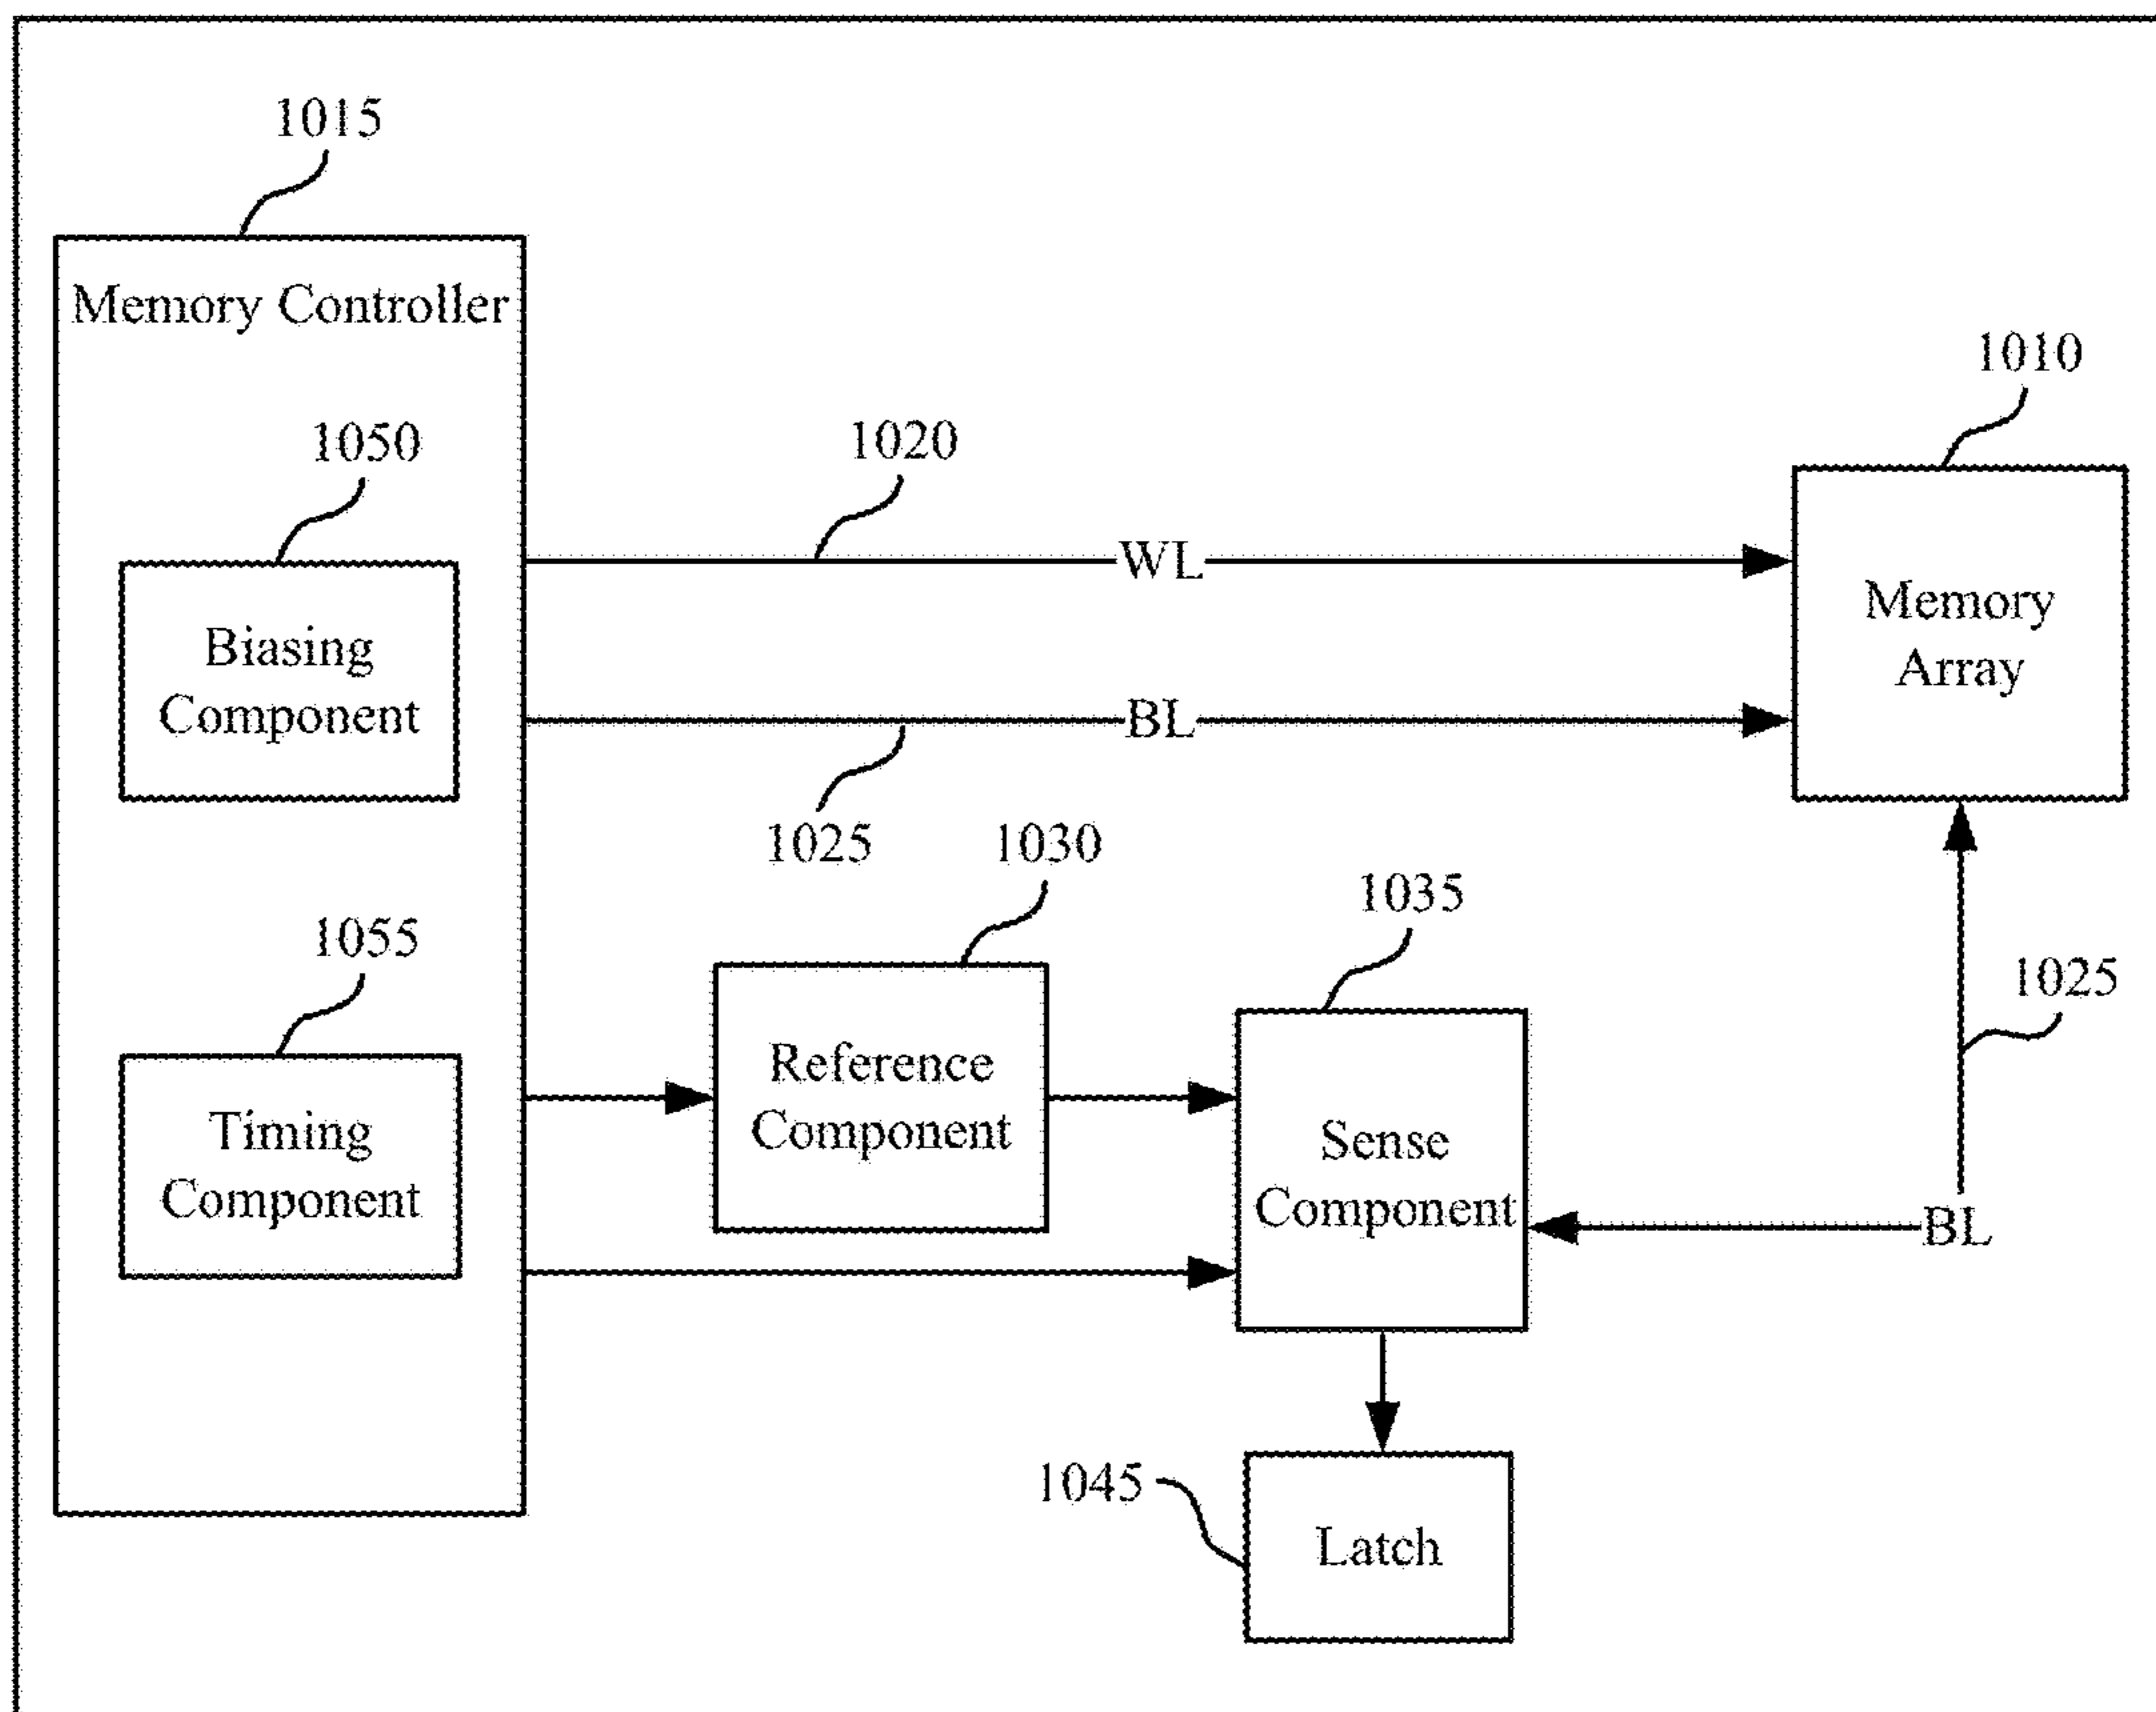 1015
Memory Controller
1010
1050
1020
WL
Memory
Array
Biasing
Component
BL
1025
1030
1035
1055
1025
Reference
Component
Timing
Component
Sense
Component
BL
1045
Latch